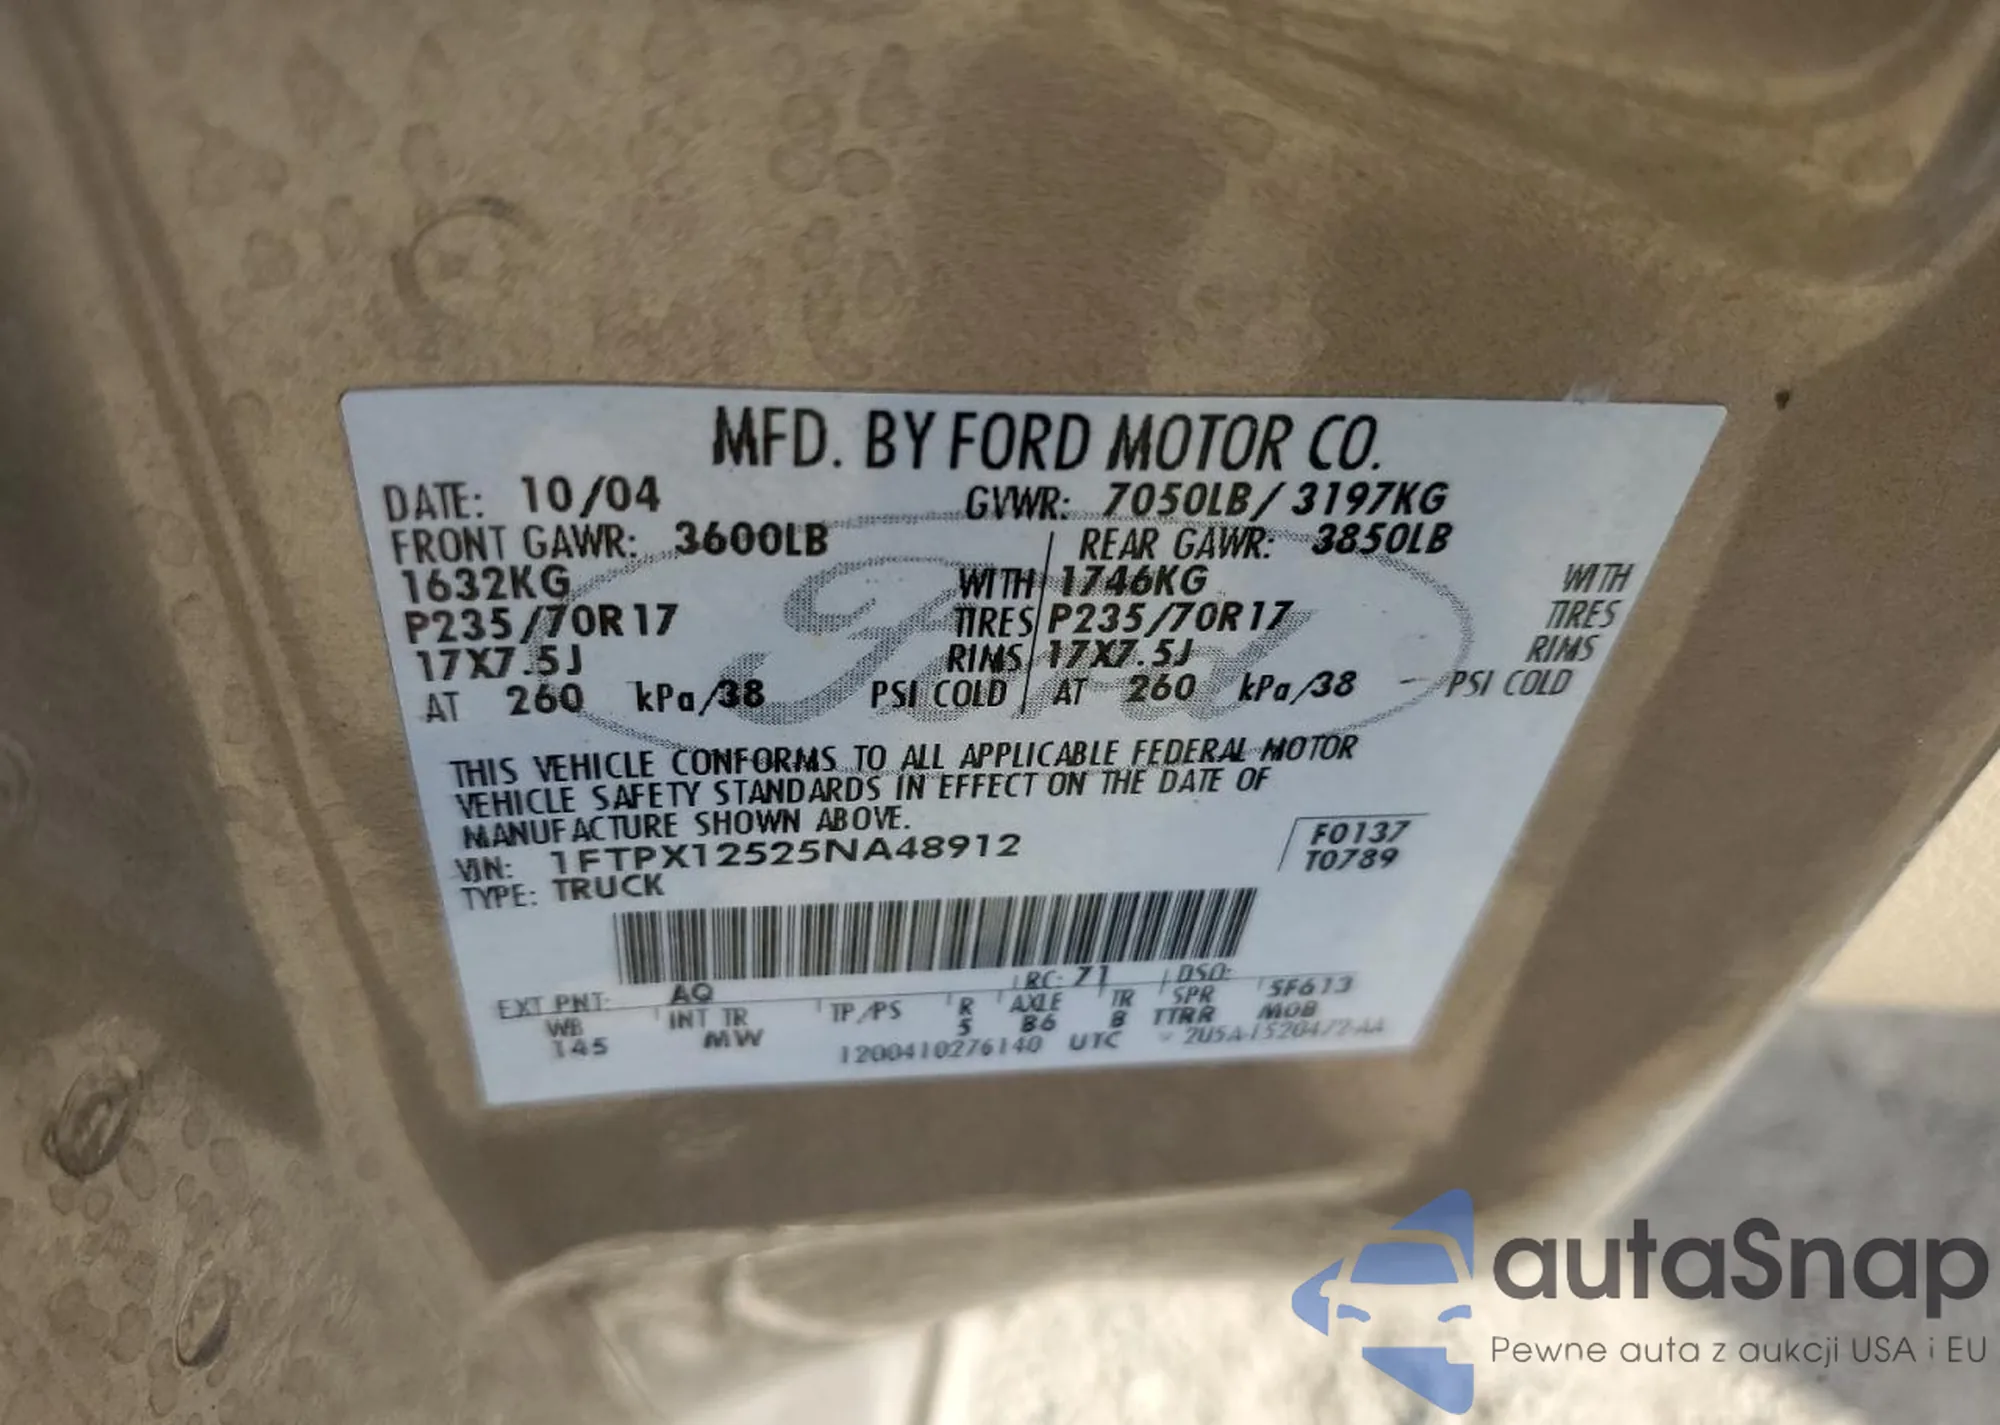 MFD. BY FORD MOTOR CO.
DATE: 10/04 GVWR: 7050LB/3197KG
FRONT GAWR: 3600LB REAR GAWR: 3850LB
1632KG WITH 1746KG WITH
P235/70R17 TIRES P235/70R17 TIRES
17X7.5J RIMS 17X7.5J RIMS
AT 260 kPa/38 PSI COLD AT 260 kPa/38 PSI COLD
Ford
THIS VEHICLE CONFORMS TO ALL APPLICABLE FEDERAL MOTOR
VEHICLE SAFETY STANDARDS IN EFFECT ON THE DATE OF
MANUFACTURE SHOWN ABOVE.
VIN: 1FTPX12525NA48912
TYPE: TRUCK
F0137
T0789
EXT PNT: AQ RC: 71 DSO:
WB INT TR TP/PS R AXLE TR SPR 5F613
145 MW 5 B6 B TTRR MOB
1200410276140 UTC
autaSnap
Pewne auta z aukcji USA i EU